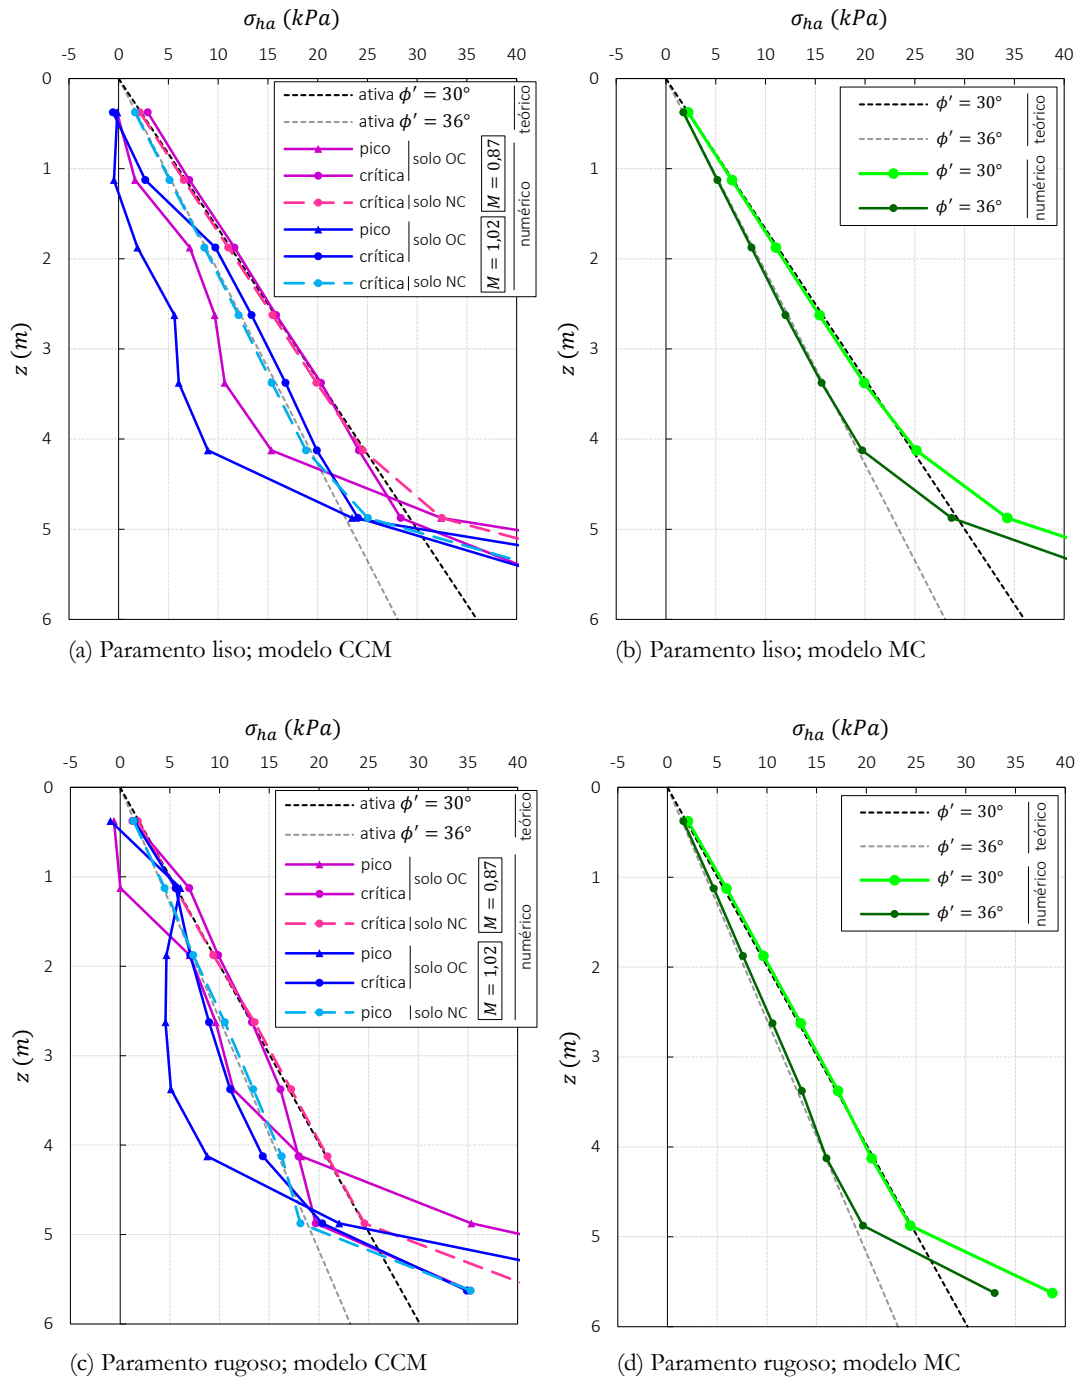 σha (kPa)
-5 0 5 10 15 20 25 30 35 40
0
1
2
3
4
5
6
z (m)
ativa ϕ′ = 30°
ativa ϕ′ = 36°
teórico
pico
crítica
solo OC
crítica
solo NC
M = 0,87
pico
crítica
solo OC
crítica
solo NC
M = 1,02
numérico
(a) Paramento liso; modelo CCM
σha (kPa)
-5 0 5 10 15 20 25 30 35 40
0
1
2
3
4
5
6
z (m)
ϕ′ = 30°
ϕ′ = 36°
teórico
ϕ′ = 30°
ϕ′ = 36°
numérico
(b) Paramento liso; modelo MC
σha (kPa)
-5 0 5 10 15 20 25 30 35 40
0
1
2
3
4
5
6
z (m)
ativa ϕ′ = 30°
ativa ϕ′ = 36°
teórico
pico
crítica
solo OC
crítica
solo NC
M = 0,87
pico
crítica
solo OC
pico
solo NC
M = 1,02
numérico
(c) Paramento rugoso; modelo CCM
σha (kPa)
-5 0 5 10 15 20 25 30 35 40
0
1
2
3
4
5
6
z (m)
ϕ′ = 30°
ϕ′ = 36°
teórico
ϕ′ = 30°
ϕ′ = 36°
numérico
(d) Paramento rugoso; modelo MC